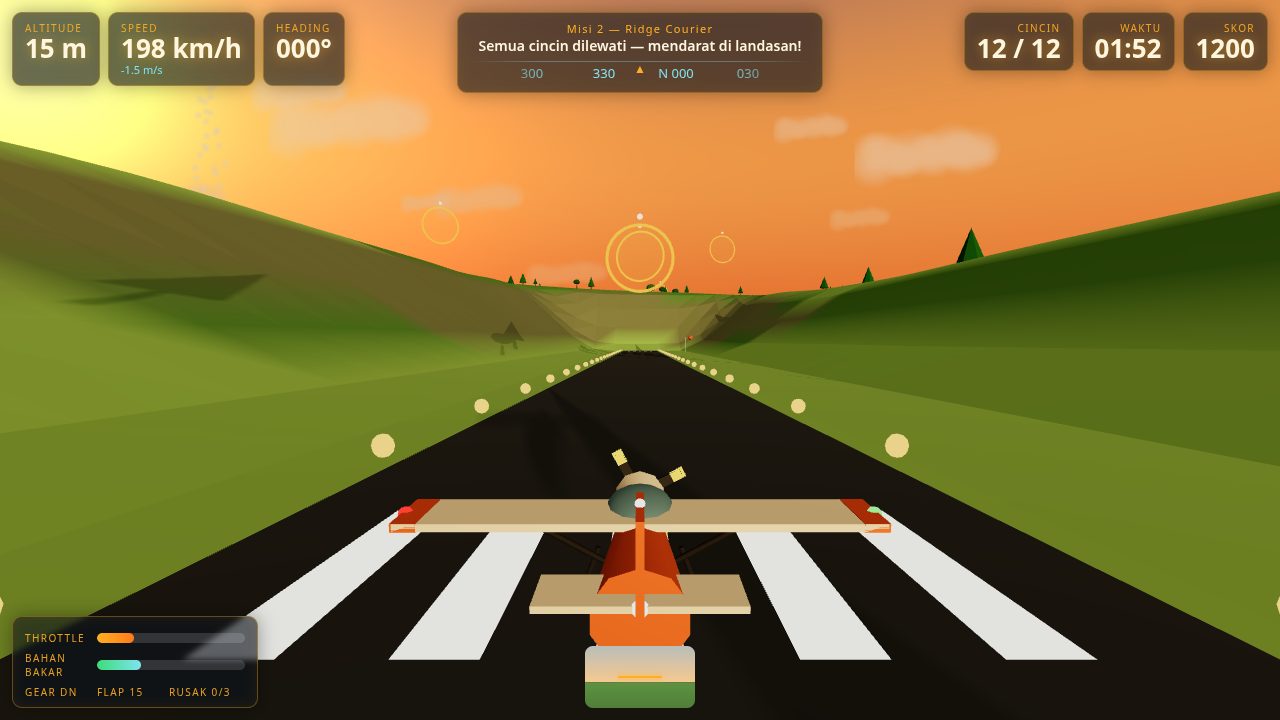 ALTITUDE
15 m
SPEED
198 km/h
-1.5 m/s
HEADING
000°
Misi 2 — Ridge Courier
Semua cincin dilewati — mendarat di landasan!
300 330 ▲ N 000 030
CINCIN
12 / 12
WAKTU
01:52
SKOR
1200
THROTTLE
BAHAN
BAKAR
GEAR DN FLAP 15 RUSAK 0/3